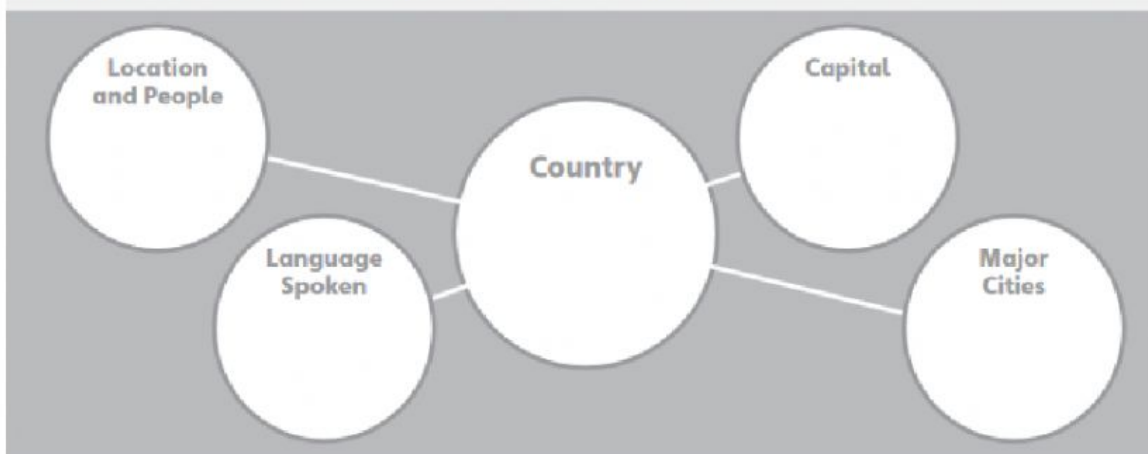 Location
and People
Capital
Country
Language
Spoken
Major
Cities